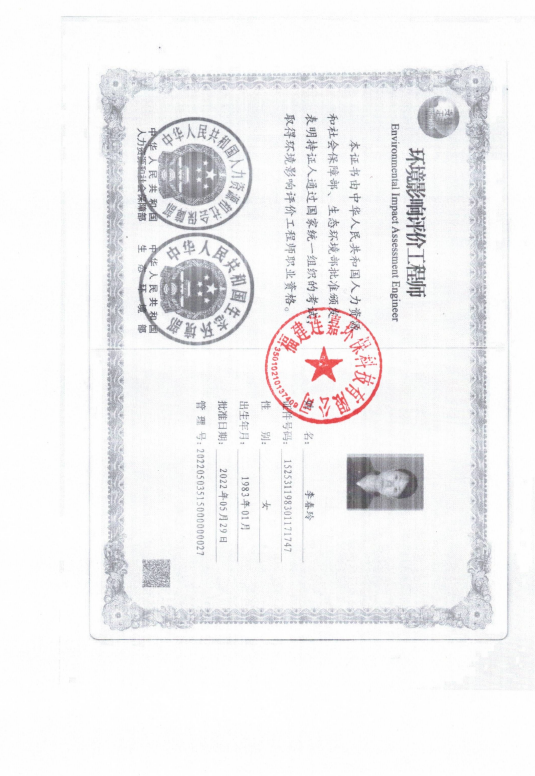 环境影响评价工程师
Environmental Impact Assessment Engineer
本证书由中华人民共和国人力资源
和社会保障部、生态环境部批准颁发,
表明持证人通过国家统一组织的考试,
取得环境影响评价工程师职业资格。
中华人民共和国人力资源和社会保障部
中华人民共和国
人力资源和社会保障部
中华人民共和国生态环境部
中华人民共和国
生态环境部
环保科技有限公司
名:
李春玲
证件号码:
152531198301171747
性 别:
女
出生年月:
1983年01月
批准日期:
2022年05月29日
管 理 号:
20220503515000000027